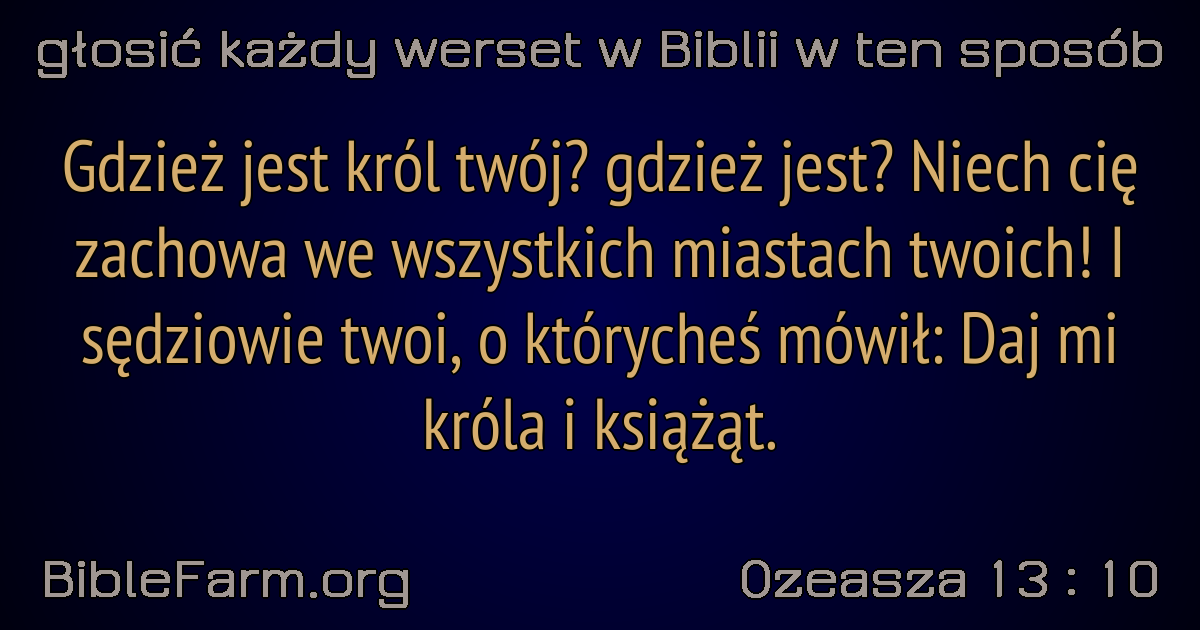 głosić każdy werset w Biblii w ten sposób
Gdzież jest król twój? gdzież jest? Niech cię
zachowa we wszystkich miastach twoich! I
sędziowie twoi, o którycheś mówił: Daj mi
króla i książąt.
BibleFarm.org
Ozeasza 13 : 10